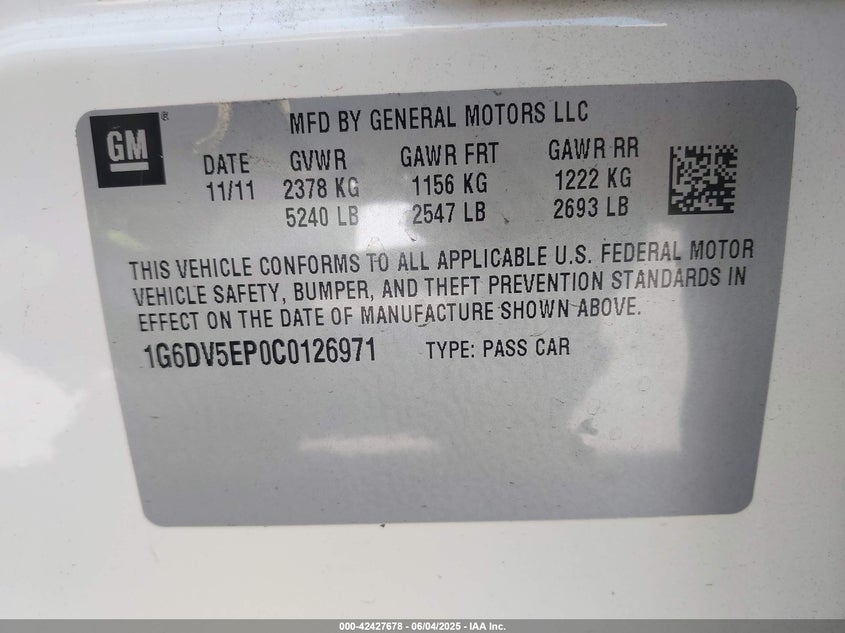 GM ®
MFD BY GENERAL MOTORS LLC
DATE GVWR GAWR FRT GAWR RR
11/11 2378 KG 1156 KG 1222 KG
5240 LB 2547 LB 2693 LB
THIS VEHICLE CONFORMS TO ALL APPLICABLE U.S. FEDERAL MOTOR
VEHICLE SAFETY, BUMPER, AND THEFT PREVENTION STANDARDS IN
EFFECT ON THE DATE OF MANUFACTURE SHOWN ABOVE.
1G6DV5EP0C0126971 TYPE: PASS CAR
000-42427678 - 06/04/2025 - IAA Inc.